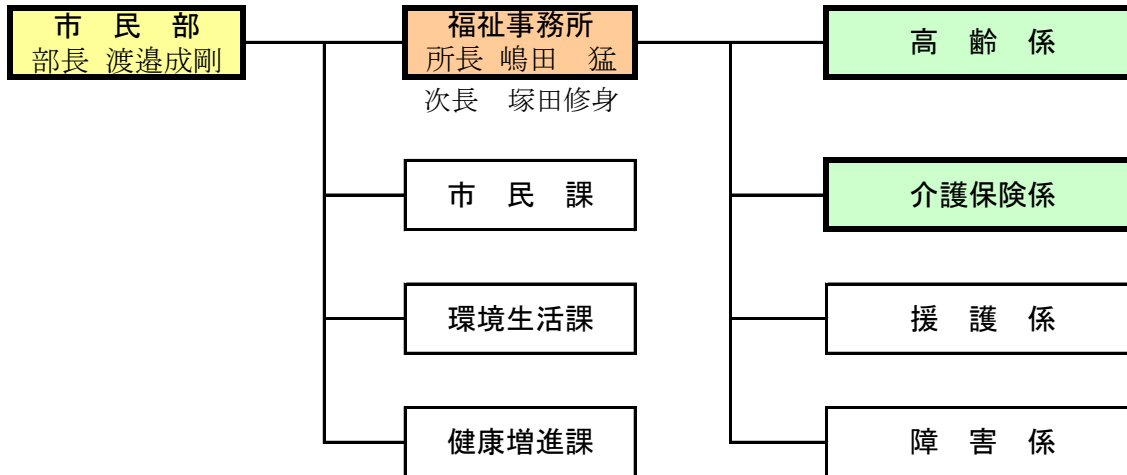 市　民　部
部長 渡邉成剛
福祉事務所
所長 嶋田　猛
次長　塚田修身
市　民　課
環境生活課
健康増進課
高　齢　係
介護保険係
援　護　係
障　害　係